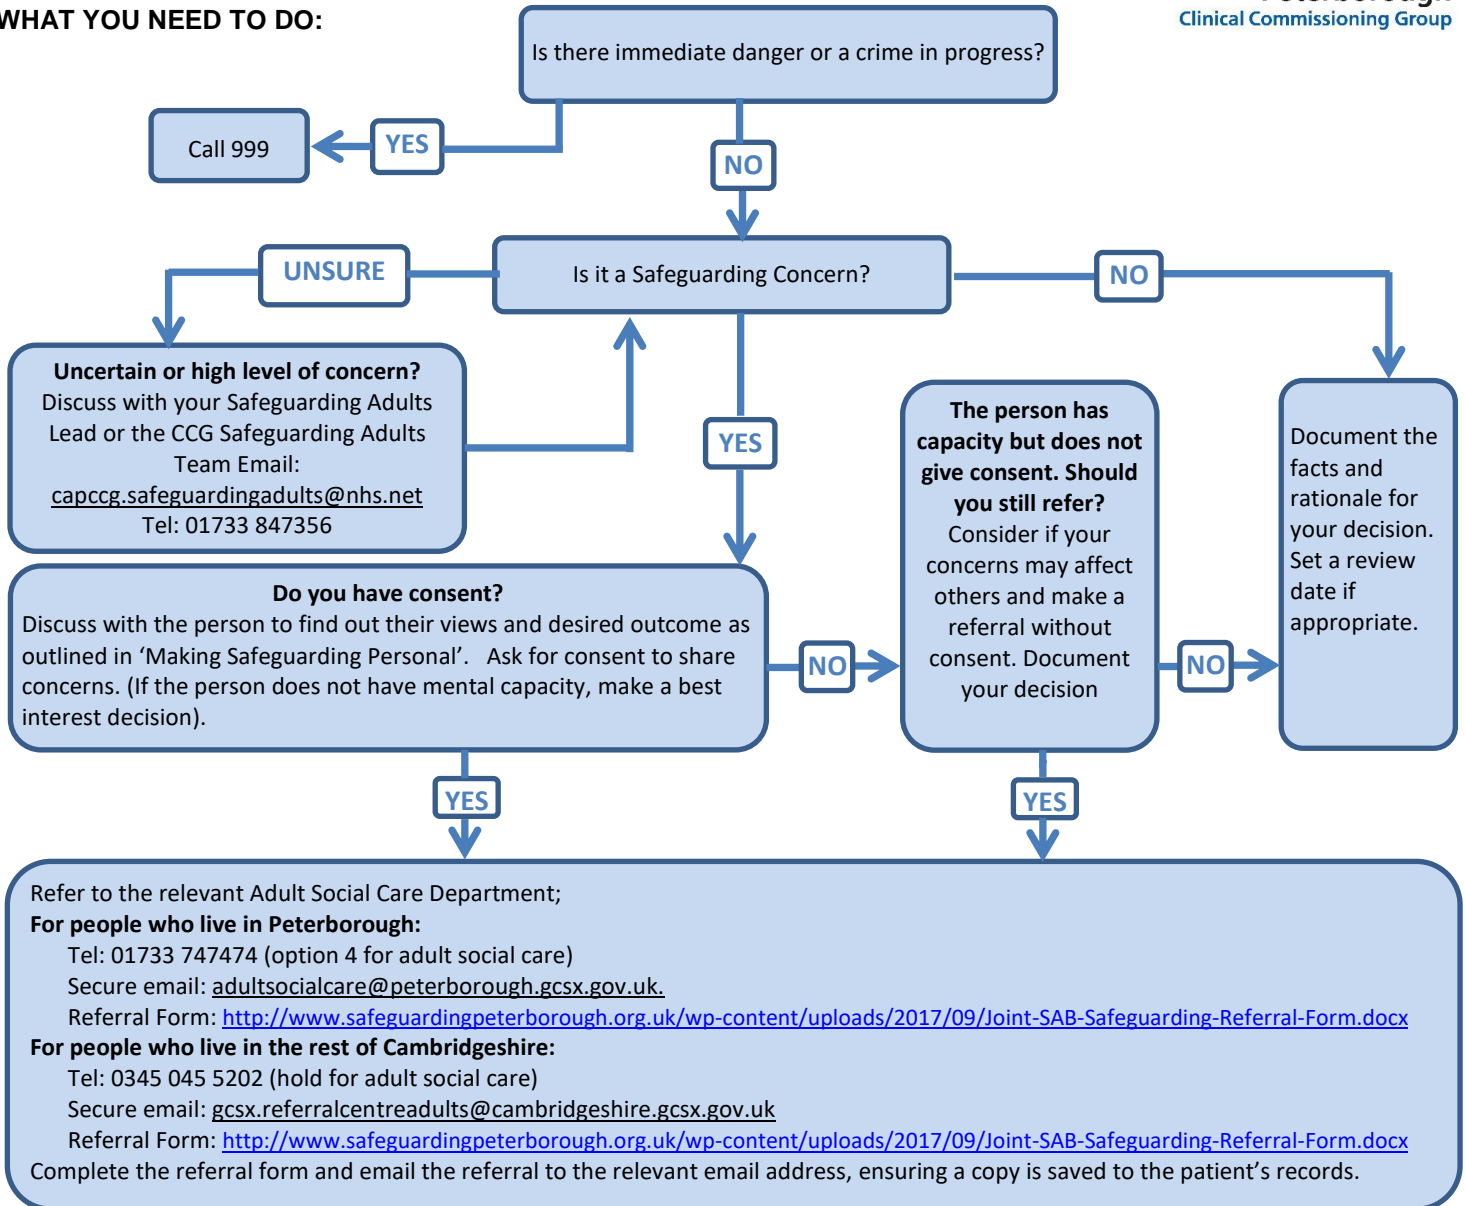 WHAT YOU NEED TO DO:
Clinical Commissioning Group
Is there immediate danger or a crime in progress?
Call 999
YES
NO
UNSURE
Is it a Safeguarding Concern?
NO
Uncertain or high level of concern?
Discuss with your Safeguarding Adults
Lead or the CCG Safeguarding Adults
Team Email:
capccg.safeguardingadults@nhs.net
Tel: 01733 847356
YES
The person has
capacity but does not
give consent. Should
you still refer?
Consider if your
concerns may affect
others and make a
referral without
consent. Document
your decision
Document the
facts and
rationale for
your decision.
Set a review
date if
appropriate.
Do you have consent?
Discuss with the person to find out their views and desired outcome as
outlined in ‘Making Safeguarding Personal’.   Ask for consent to share
concerns. (If the person does not have mental capacity, make a best
interest decision).
NO
NO
YES
YES
Refer to the relevant Adult Social Care Department;
For people who live in Peterborough:
Tel: 01733 747474 (option 4 for adult social care)
Secure email: adultsocialcare@peterborough.gcsx.gov.uk.
Referral Form: http://www.safeguardingpeterborough.org.uk/wp-content/uploads/2017/09/Joint-SAB-Safeguarding-Referral-Form.docx
For people who live in the rest of Cambridgeshire:
Tel: 0345 045 5202 (hold for adult social care)
Secure email: gcsx.referralcentreadults@cambridgeshire.gcsx.gov.uk
Referral Form: http://www.safeguardingpeterborough.org.uk/wp-content/uploads/2017/09/Joint-SAB-Safeguarding-Referral-Form.docx
Complete the referral form and email the referral to the relevant email address, ensuring a copy is saved to the patient’s records.